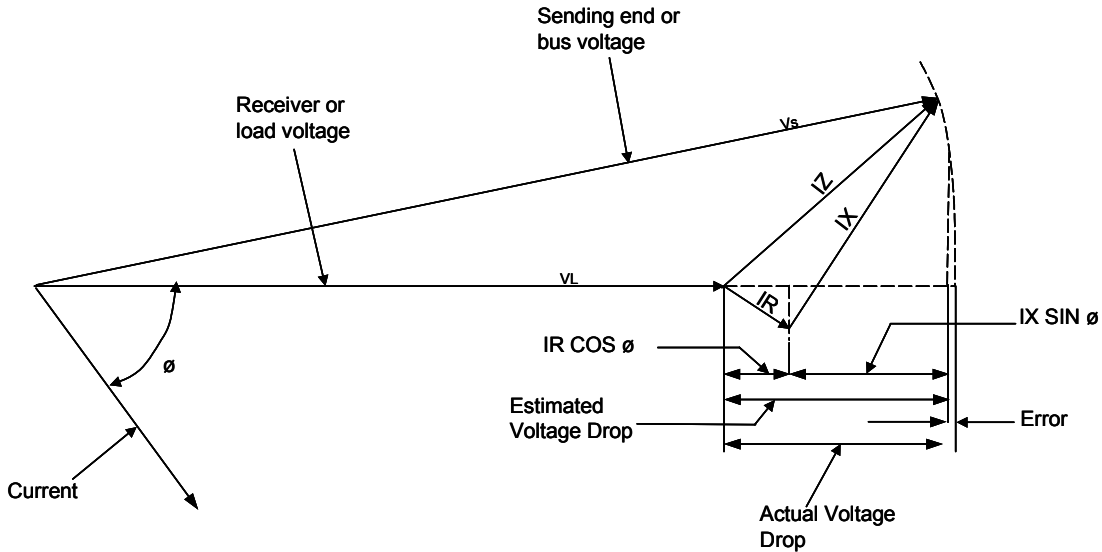 Sending end or
bus voltage
Receiver or
load voltage
Vs
IZ
IX
VL
IR
IX SIN ø
IR COS ø
ø
Estimated
Voltage Drop
Error
Current
Actual Voltage
Drop